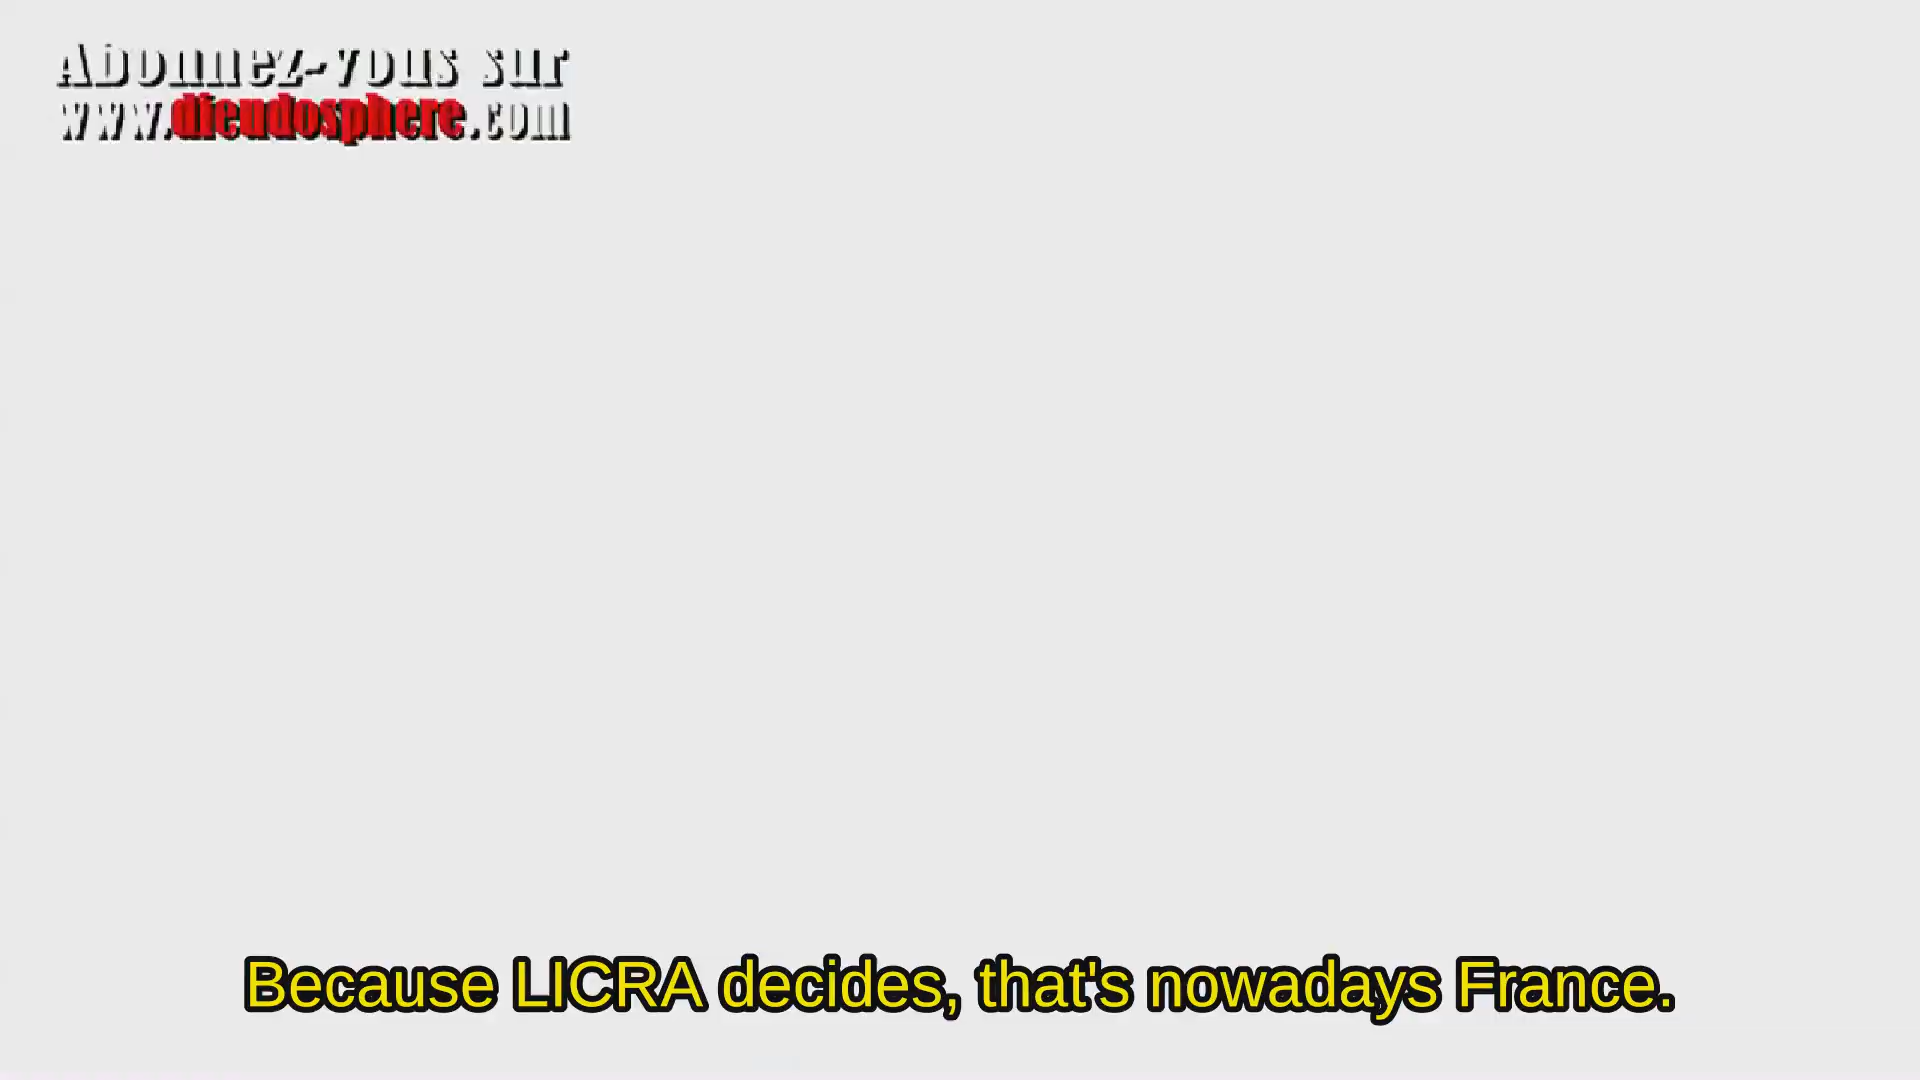 Abonnez-vous sur
www.dieudosphere.com
Because LICRA decides, that's nowadays France.